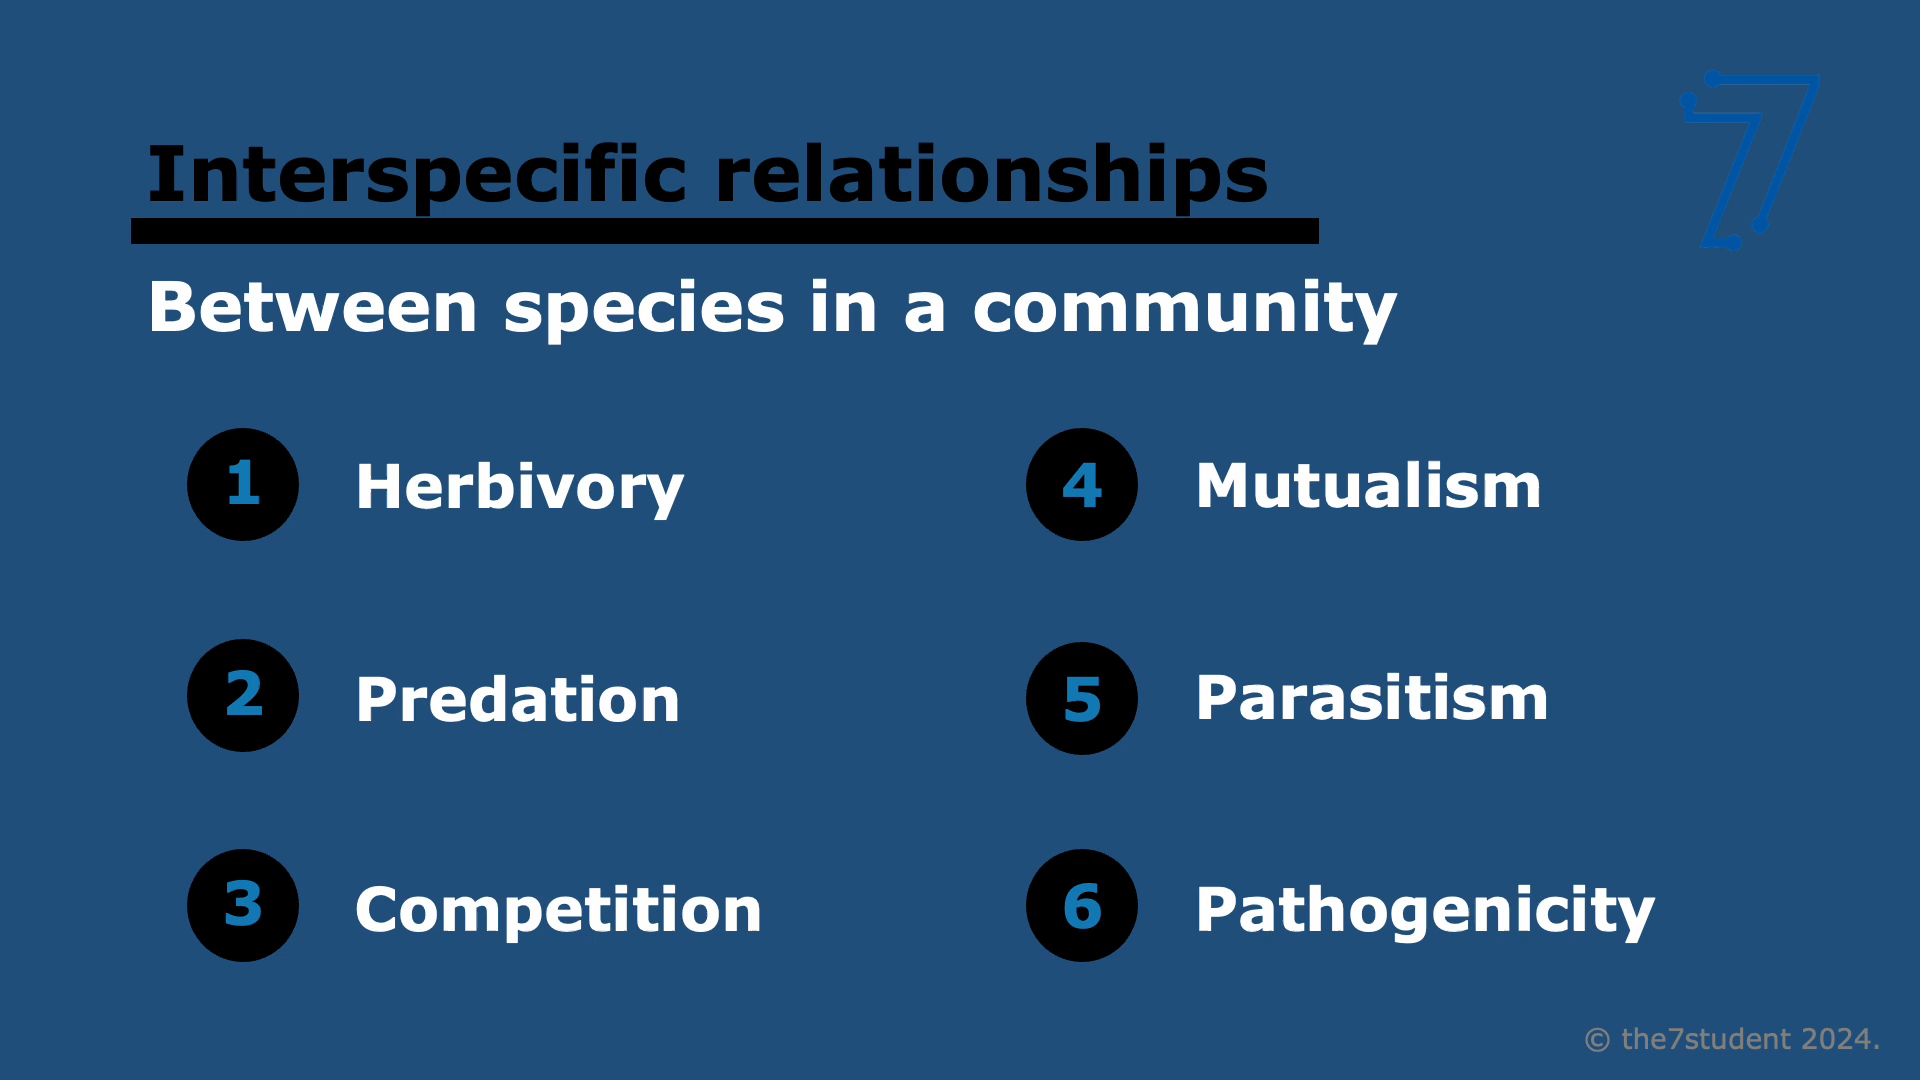 Interspecific relationships
Between species in a community
1 Herbivory
2 Predation
3 Competition
4 Mutualism
5 Parasitism
6 Pathogenicity
7
© the7student 2024.